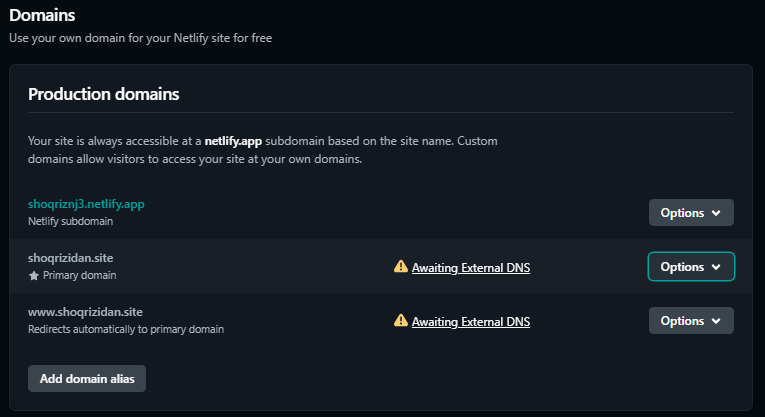 Domains
Use your own domain for your Netlify site for free
Production domains
Your site is always accessible at a netlify.app subdomain based on the site name. Custom
domains allow visitors to access your site at your own domains.
shoqriznj3.netlify.app
Netlify subdomain
Options
shoqrizidan.site
Primary domain
Awaiting External DNS
Options
www.shoqrizidan.site
Redirects automatically to primary domain
Awaiting External DNS
Options
Add domain alias